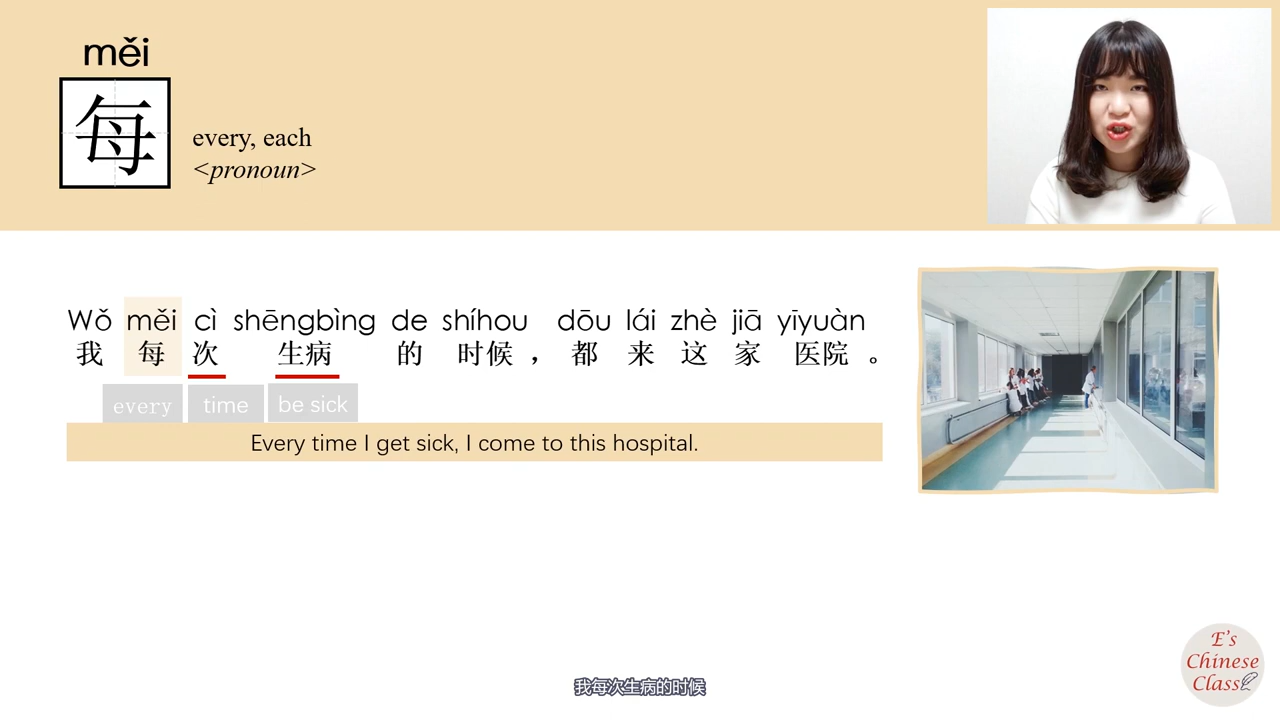 měi
每
every, each
<pronoun>
Wǒ měi cì shēngbìng de shíhou dōu lái zhè jiā yīyuàn
我 每 次 生病 的 时候 ， 都 来 这 家 医院 。
every time be sick
Every time I get sick, I come to this hospital.
我每次生病的时候
E's
Chinese
Class